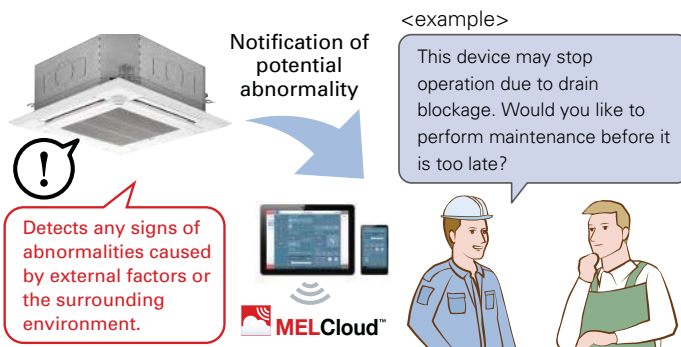 <example>
Notification of
potential
abnormality
This device may stop
operation due to drain
blockage. Would you like to
perform maintenance before it
is too late?
!
Detects any signs of
abnormalities caused
by external factors or
the surrounding
environment.
MELCloud™